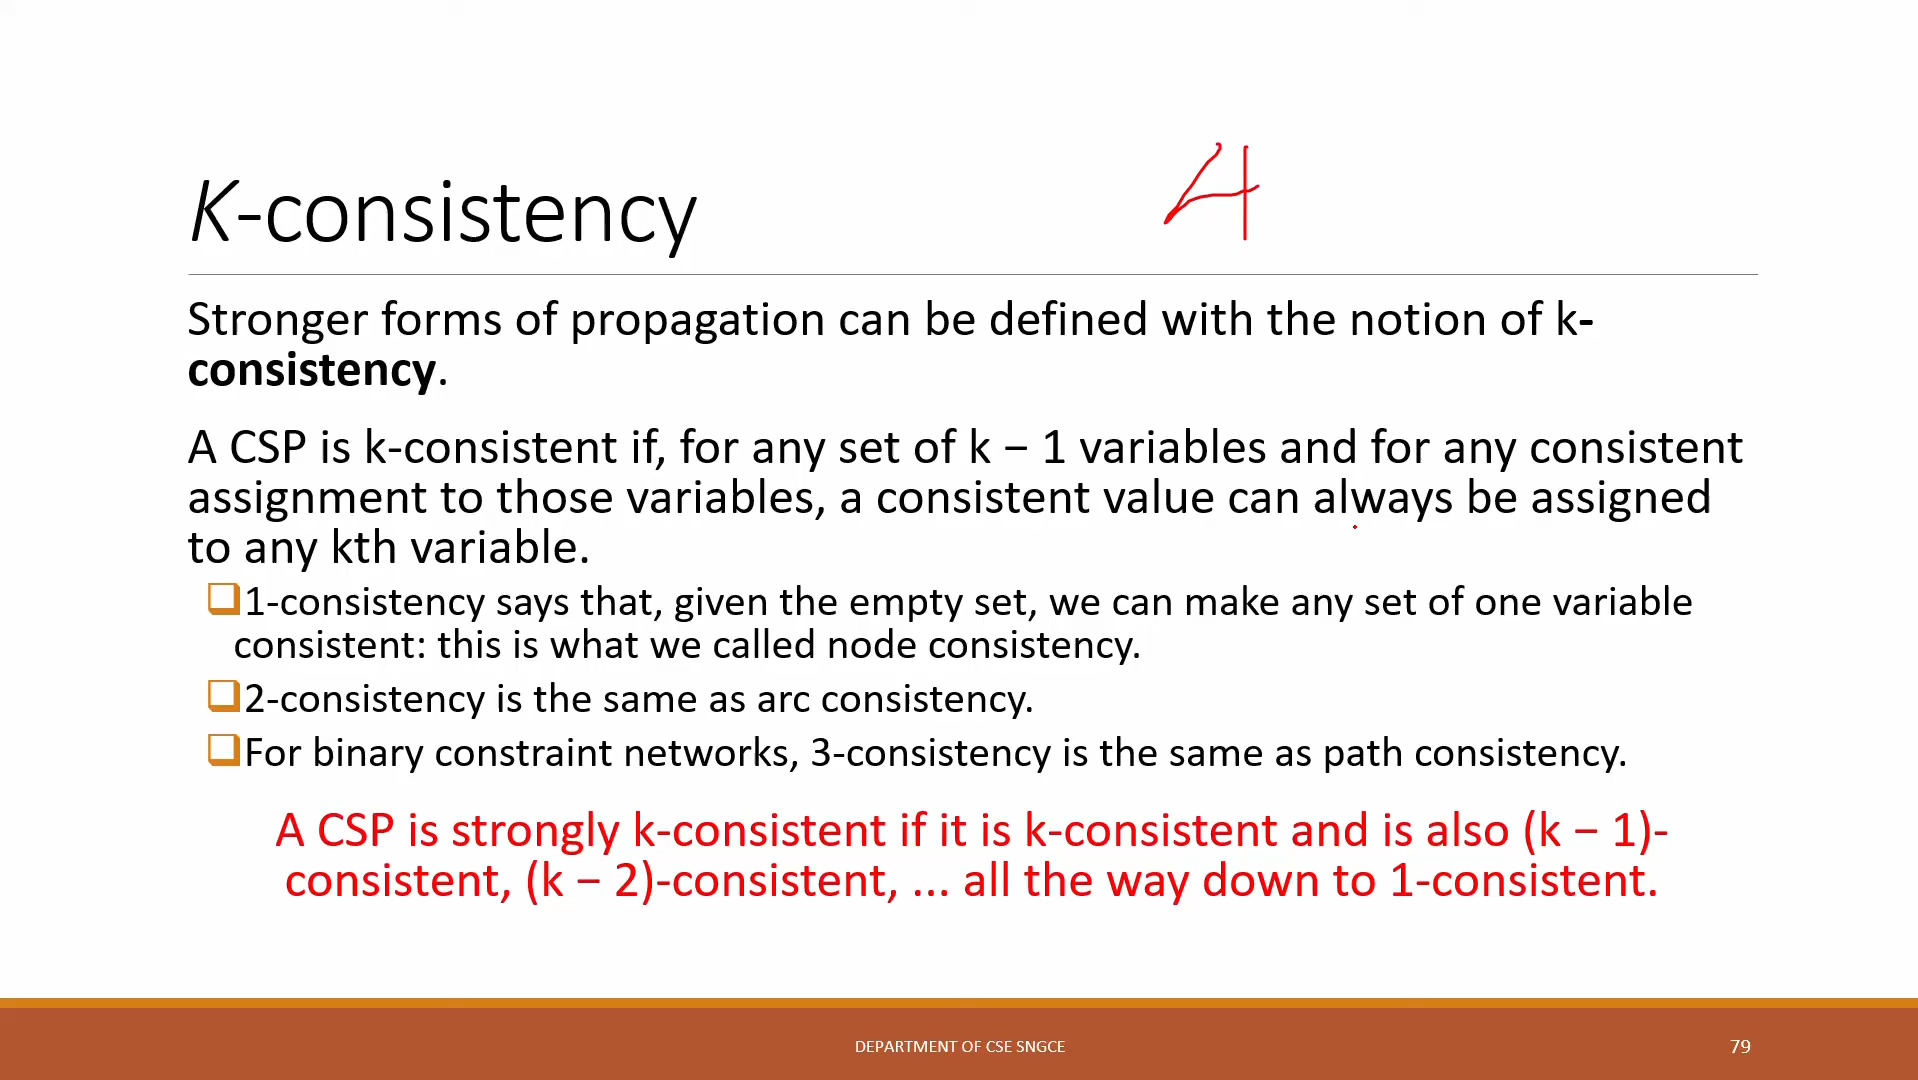 K-consistency
4
Stronger forms of propagation can be defined with the notion of k-
consistency.
A CSP is k-consistent if, for any set of k − 1 variables and for any consistent
assignment to those variables, a consistent value can always be assigned
to any kth variable.
1-consistency says that, given the empty set, we can make any set of one variable
consistent: this is what we called node consistency.
2-consistency is the same as arc consistency.
For binary constraint networks, 3-consistency is the same as path consistency.
A CSP is strongly k-consistent if it is k-consistent and is also (k − 1)-
consistent, (k − 2)-consistent, ... all the way down to 1-consistent.
DEPARTMENT OF CSE SNGCE
79